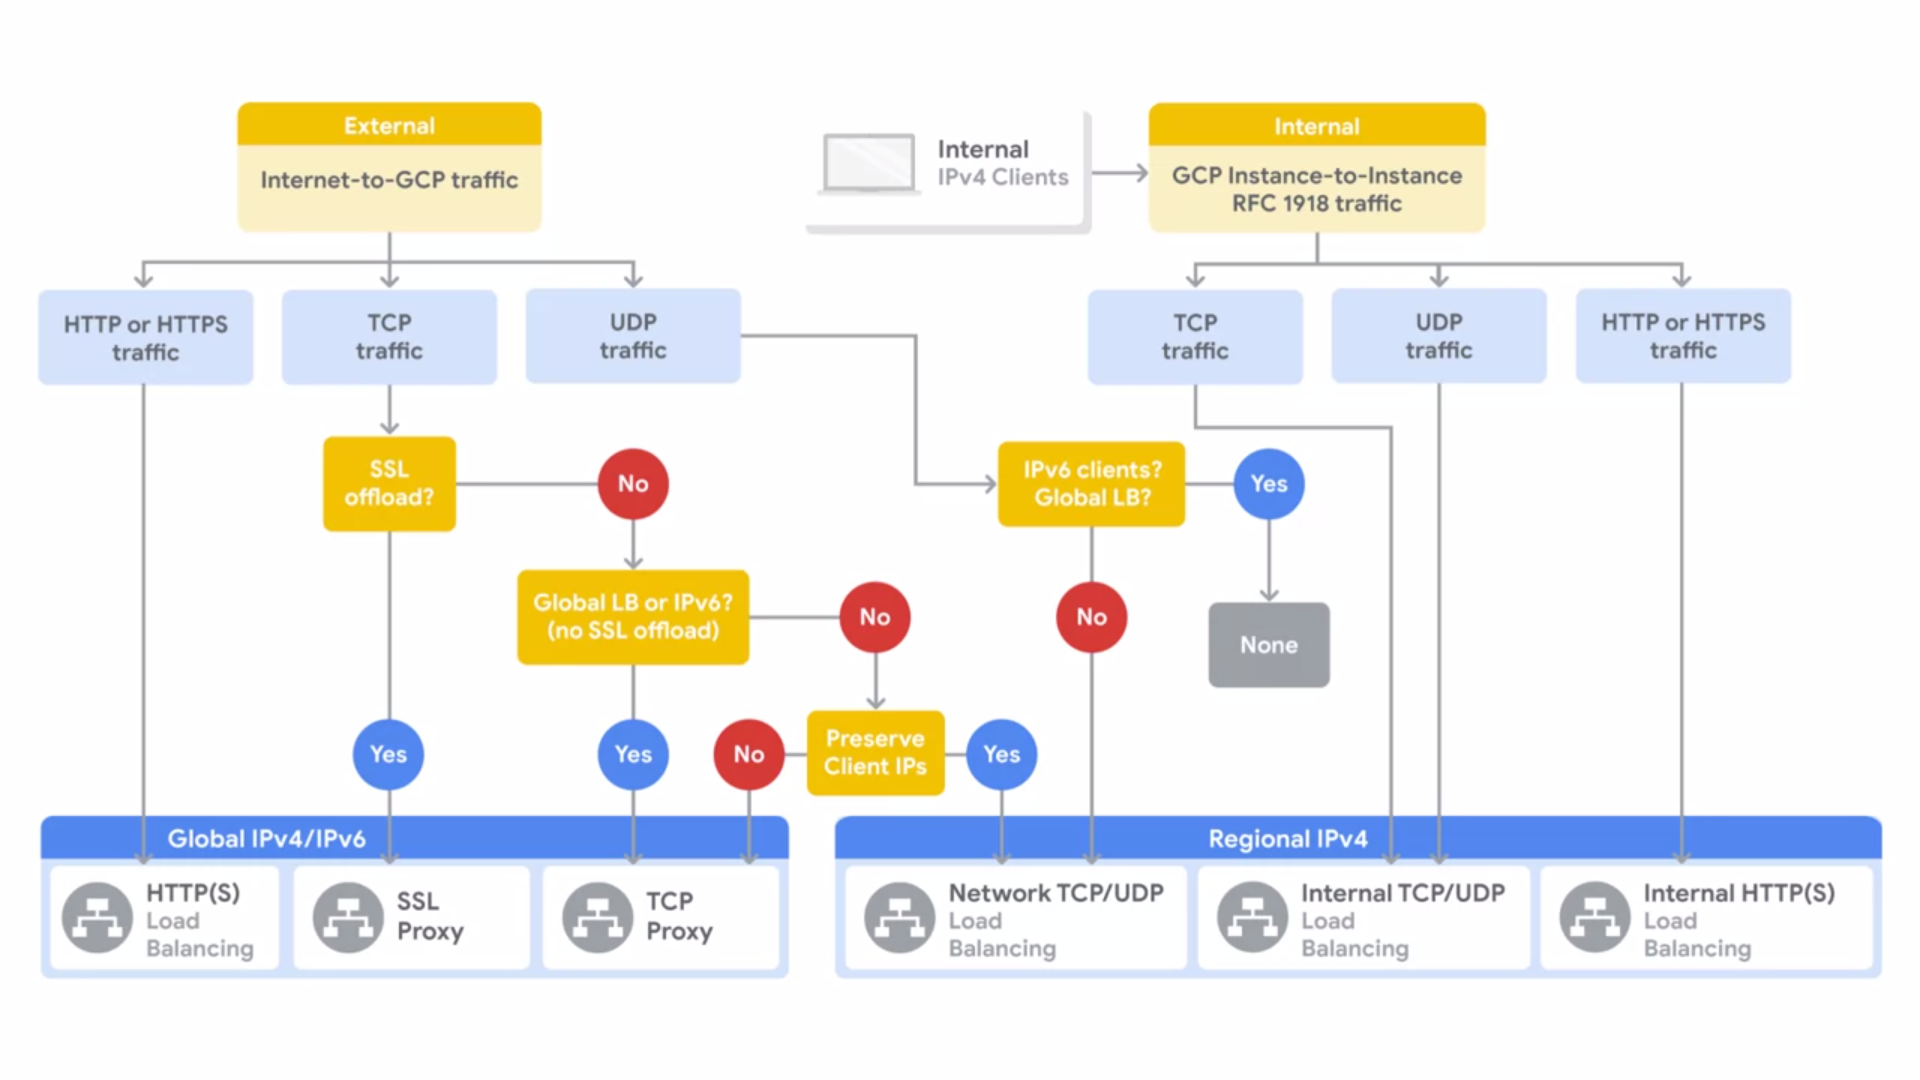 External
Internet-to-GCP traffic
Internal
IPv4 Clients
Internal
GCP Instance-to-Instance
RFC 1918 traffic
HTTP or HTTPS
traffic
TCP
traffic
UDP
traffic
TCP
traffic
UDP
traffic
HTTP or HTTPS
traffic
SSL
offload?
No
IPv6 clients?
Global LB?
Yes
Global LB or IPv6?
(no SSL offload)
No
No
None
Yes
Yes
No
Preserve
Client IPs
Yes
Global IPv4/IPv6
HTTP(S)
Load
Balancing
SSL
Proxy
TCP
Proxy
Regional IPv4
Network TCP/UDP
Load
Balancing
Internal TCP/UDP
Load
Balancing
Internal HTTP(S)
Load
Balancing